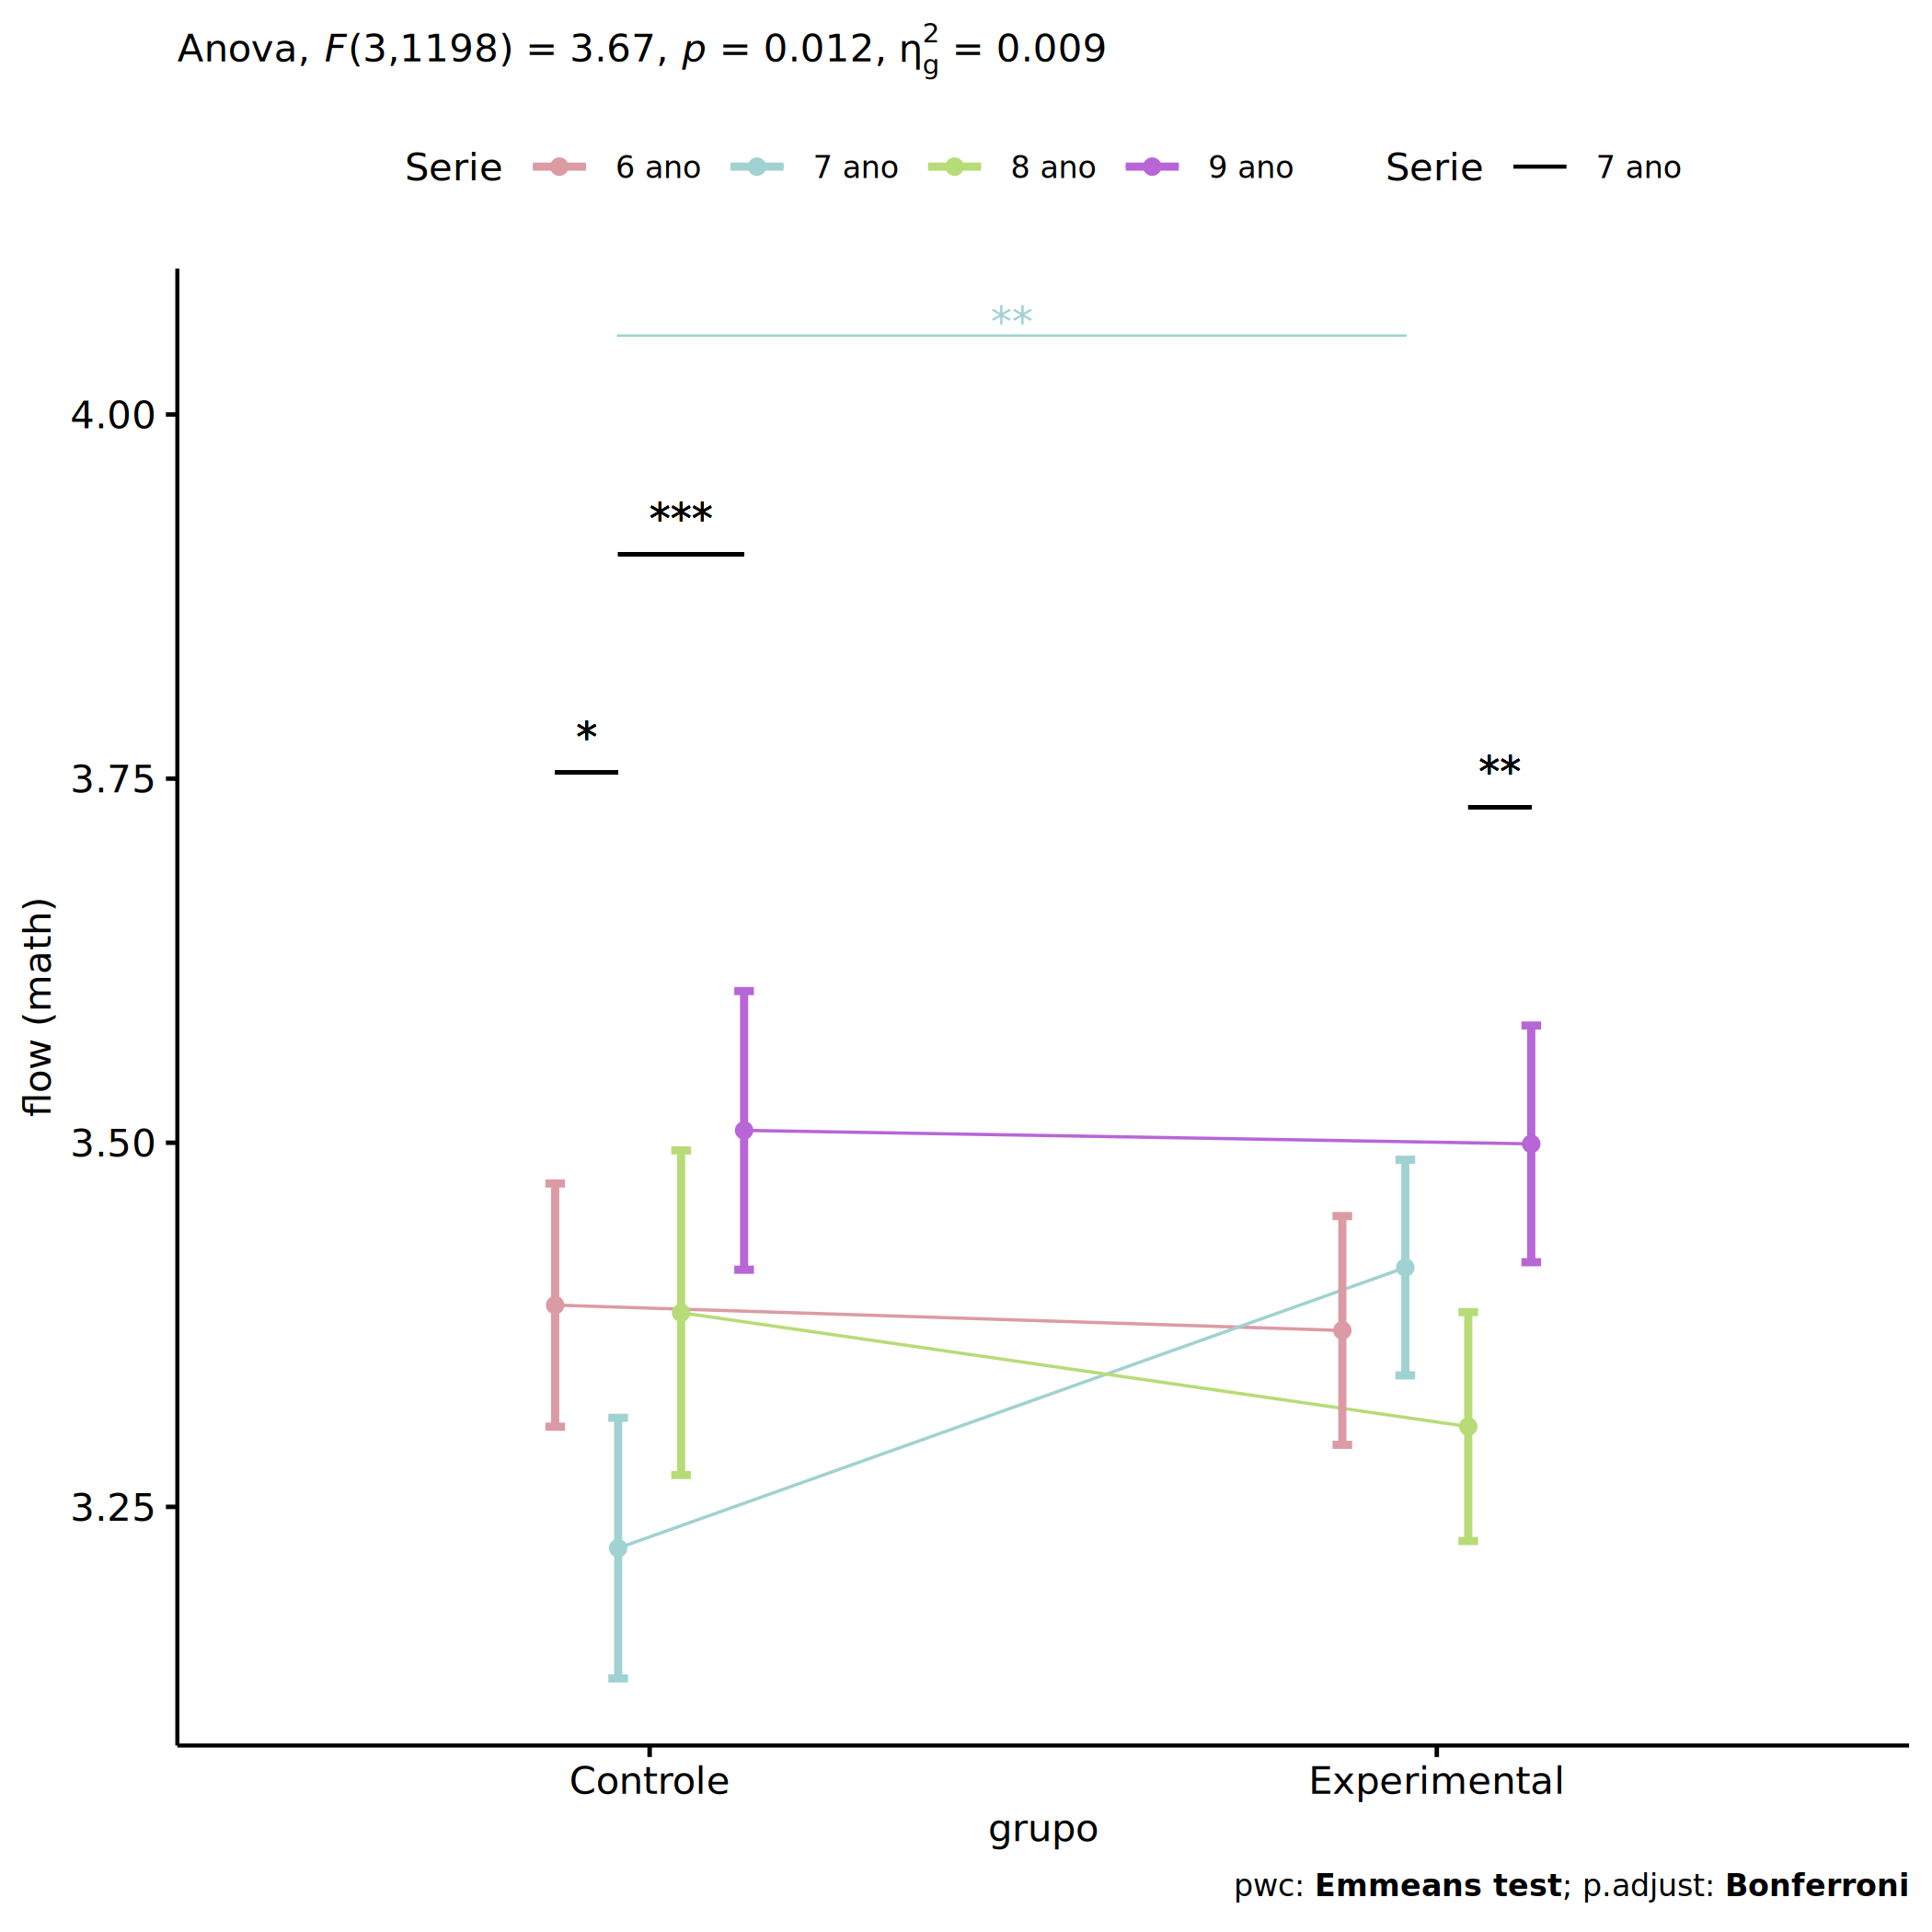 Anova, F(3,1198) = 3.67, p = 0.012, η²g = 0.009
Serie 6 ano 7 ano 8 ano 9 ano Serie 7 ano
**
4.00
***
*
3.75
**
flow (math)
3.50
3.25
Controle Experimental
grupo
pwc: Emmeans test; p.adjust: Bonferroni